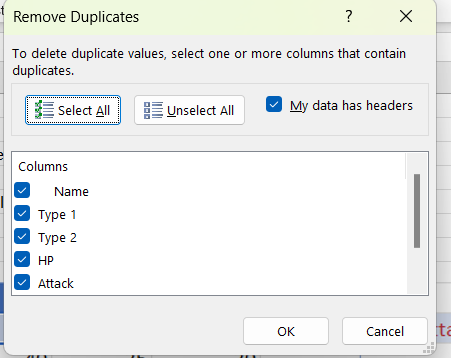 Remove Duplicates
?
To delete duplicate values, select one or more columns that contain
duplicates.
Select All
Unselect All
My data has headers
Columns
Name
Type 1
Type 2
HP
Attack
OK
Cancel